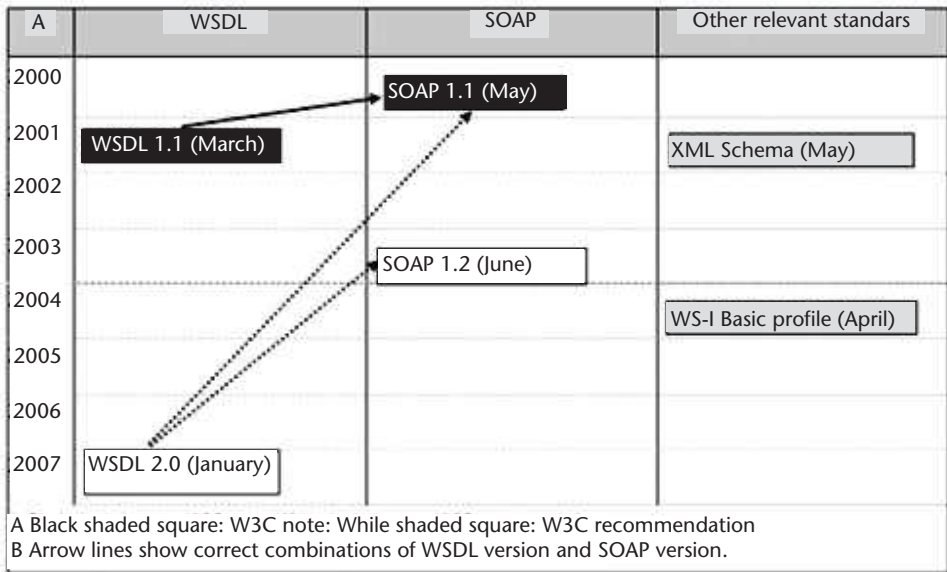 A WSDL SOAP Other relevant standars
2000
SOAP 1.1 (May)
2001
WSDL 1.1 (March)
XML Schema (May)
2002
2003
SOAP 1.2 (June)
2004
WS-I Basic profile (April)
2005
2006
2007
WSDL 2.0 (January)
A Black shaded square: W3C note: While shaded square: W3C recommendation
B Arrow lines show correct combinations of WSDL version and SOAP version.